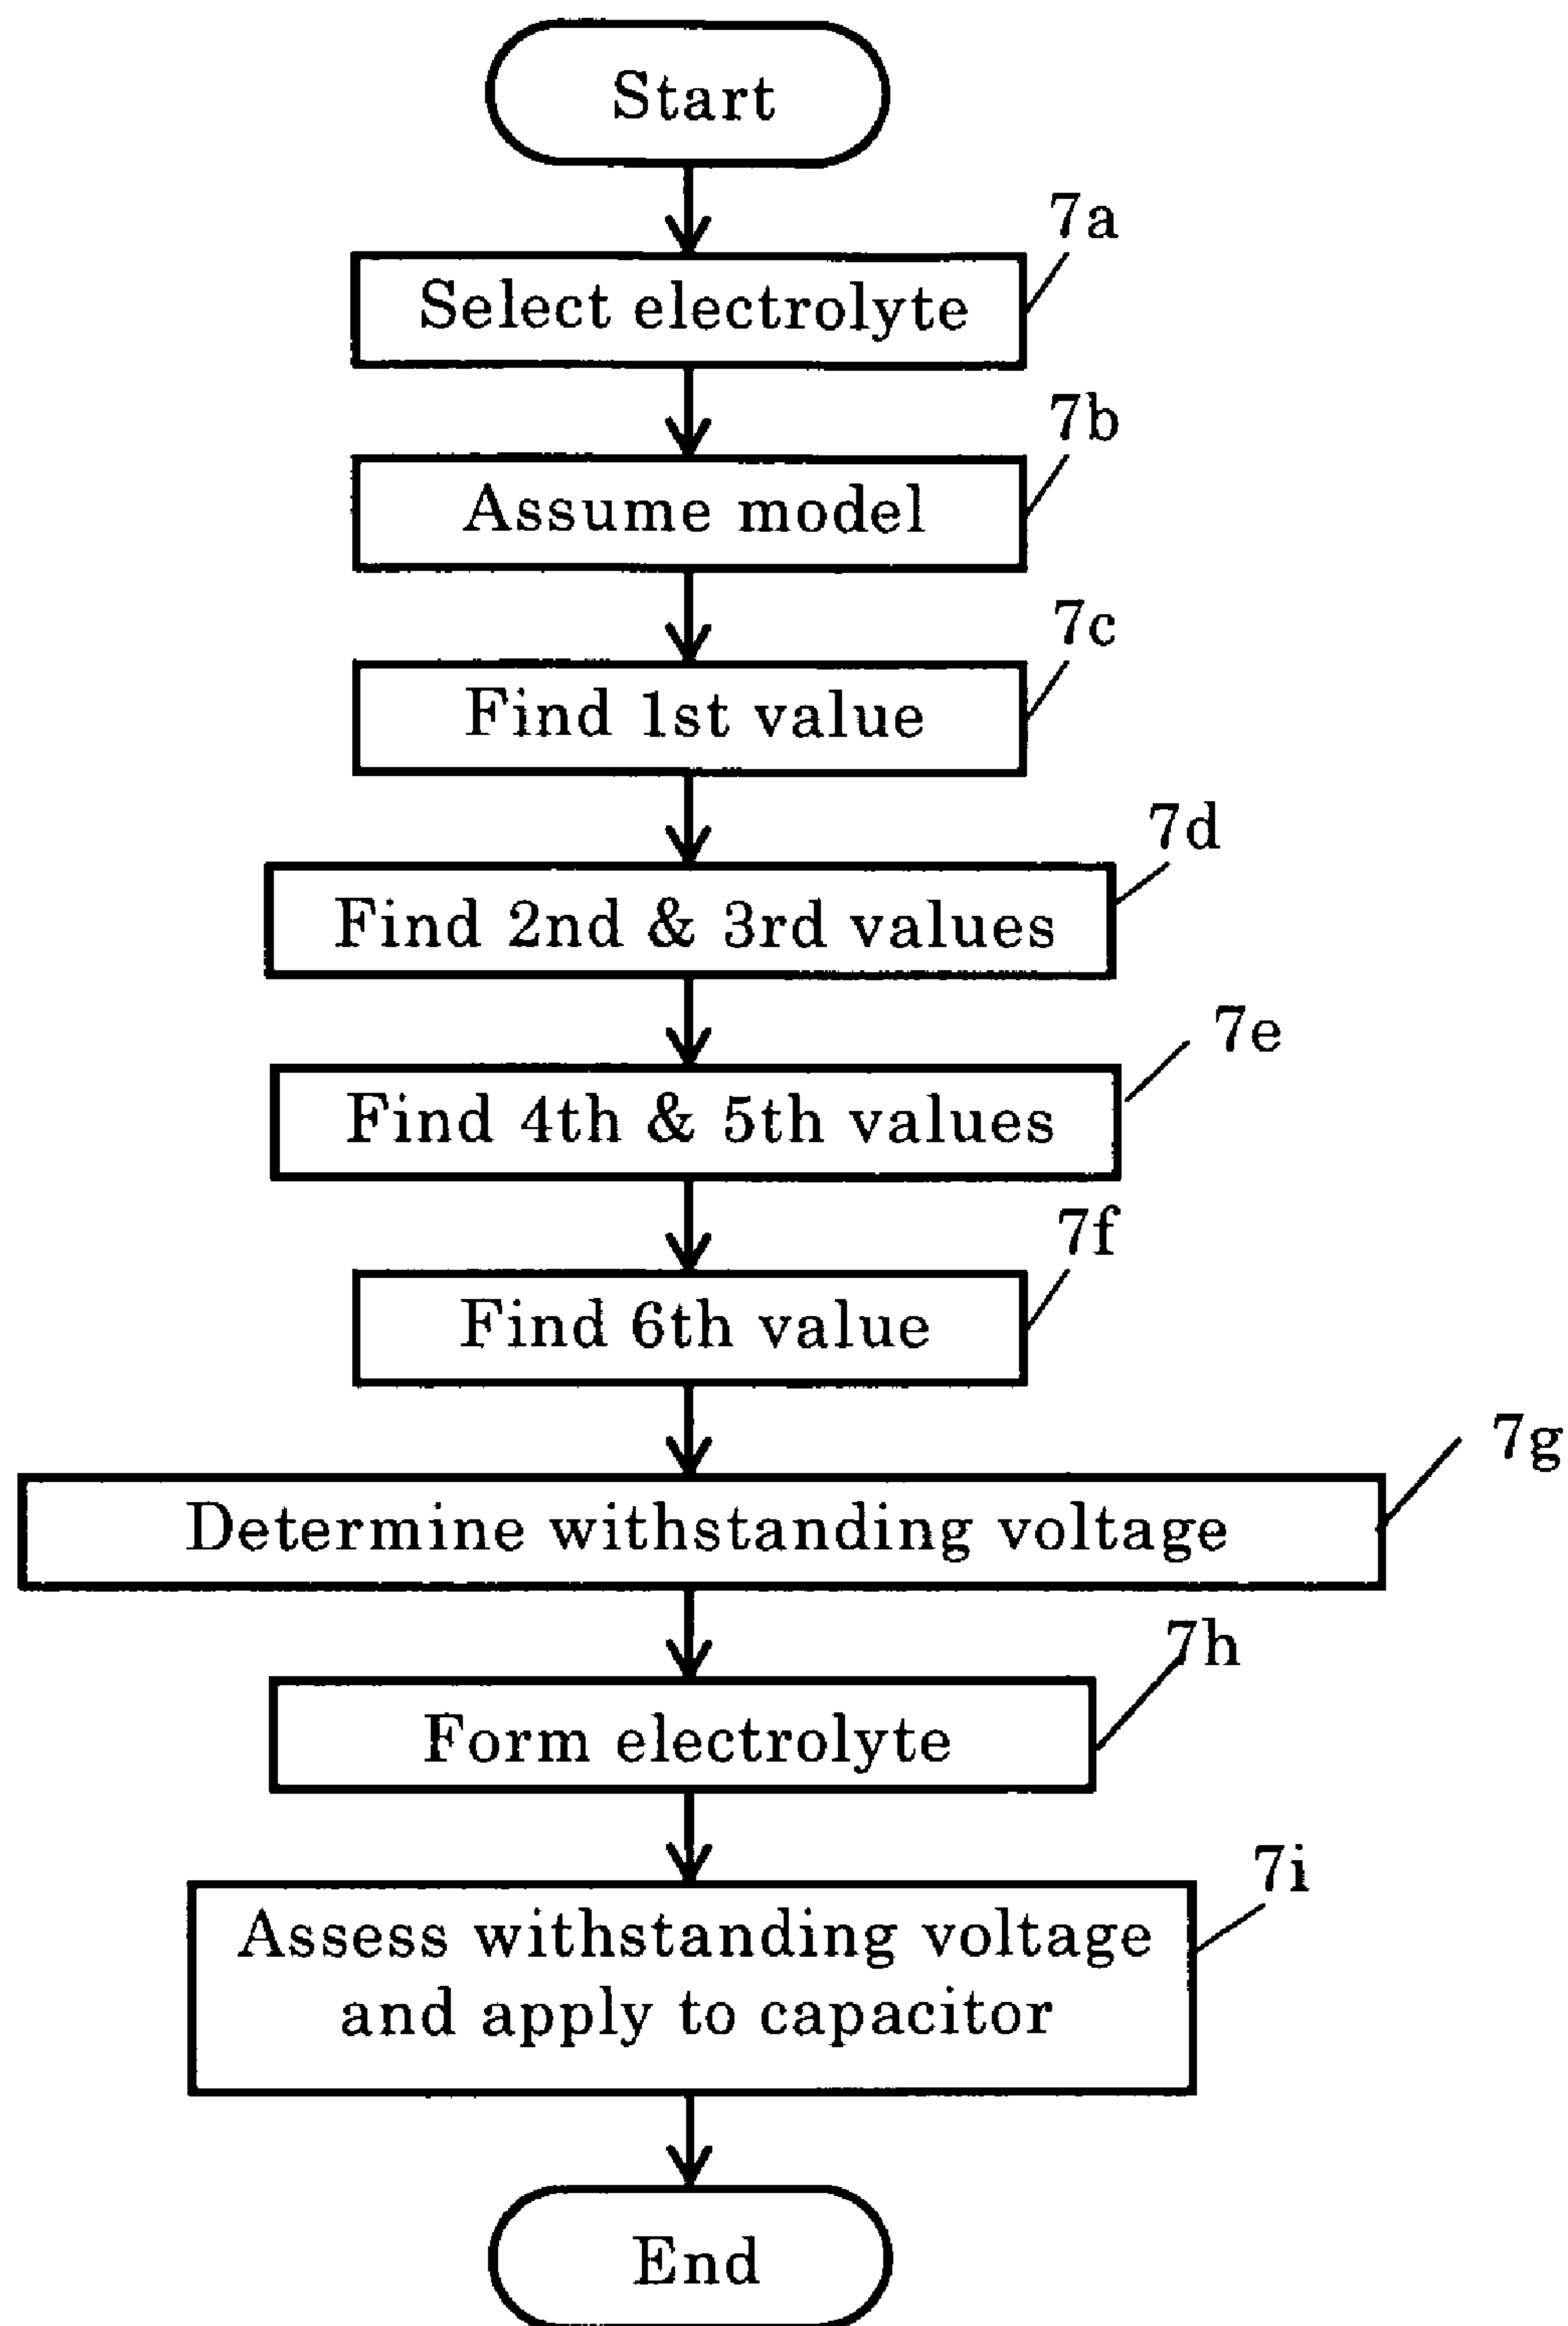 Start
7a
Select electrolyte
7b
Assume model
7c
Find 1st value
7d
Find 2nd & 3rd values
7e
Find 4th & 5th values
7f
Find 6th value
7g
Determine withstanding voltage
7h
Form electrolyte
7i
Assess withstanding voltage
and apply to capacitor
End